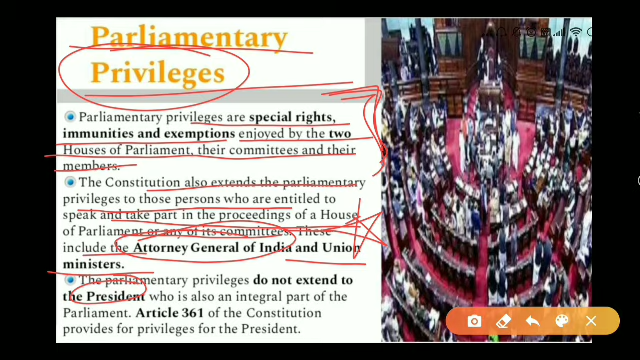 Parliamentary
Privileges
Parliamentary privileges are special rights,
immunities and exemptions enjoyed by the two
Houses of Parliament, their committees and their
members.
The Constitution also extends the parliamentary
privileges to those persons who are entitled to
speak and take part in the proceedings of a House
of Parliament or any of its committees. These
include the Attorney General of India and Union
ministers.
The parliamentary privileges do not extend to
the President who is also an integral part of the
Parliament. Article 361 of the Constitution
provides for privileges for the President.